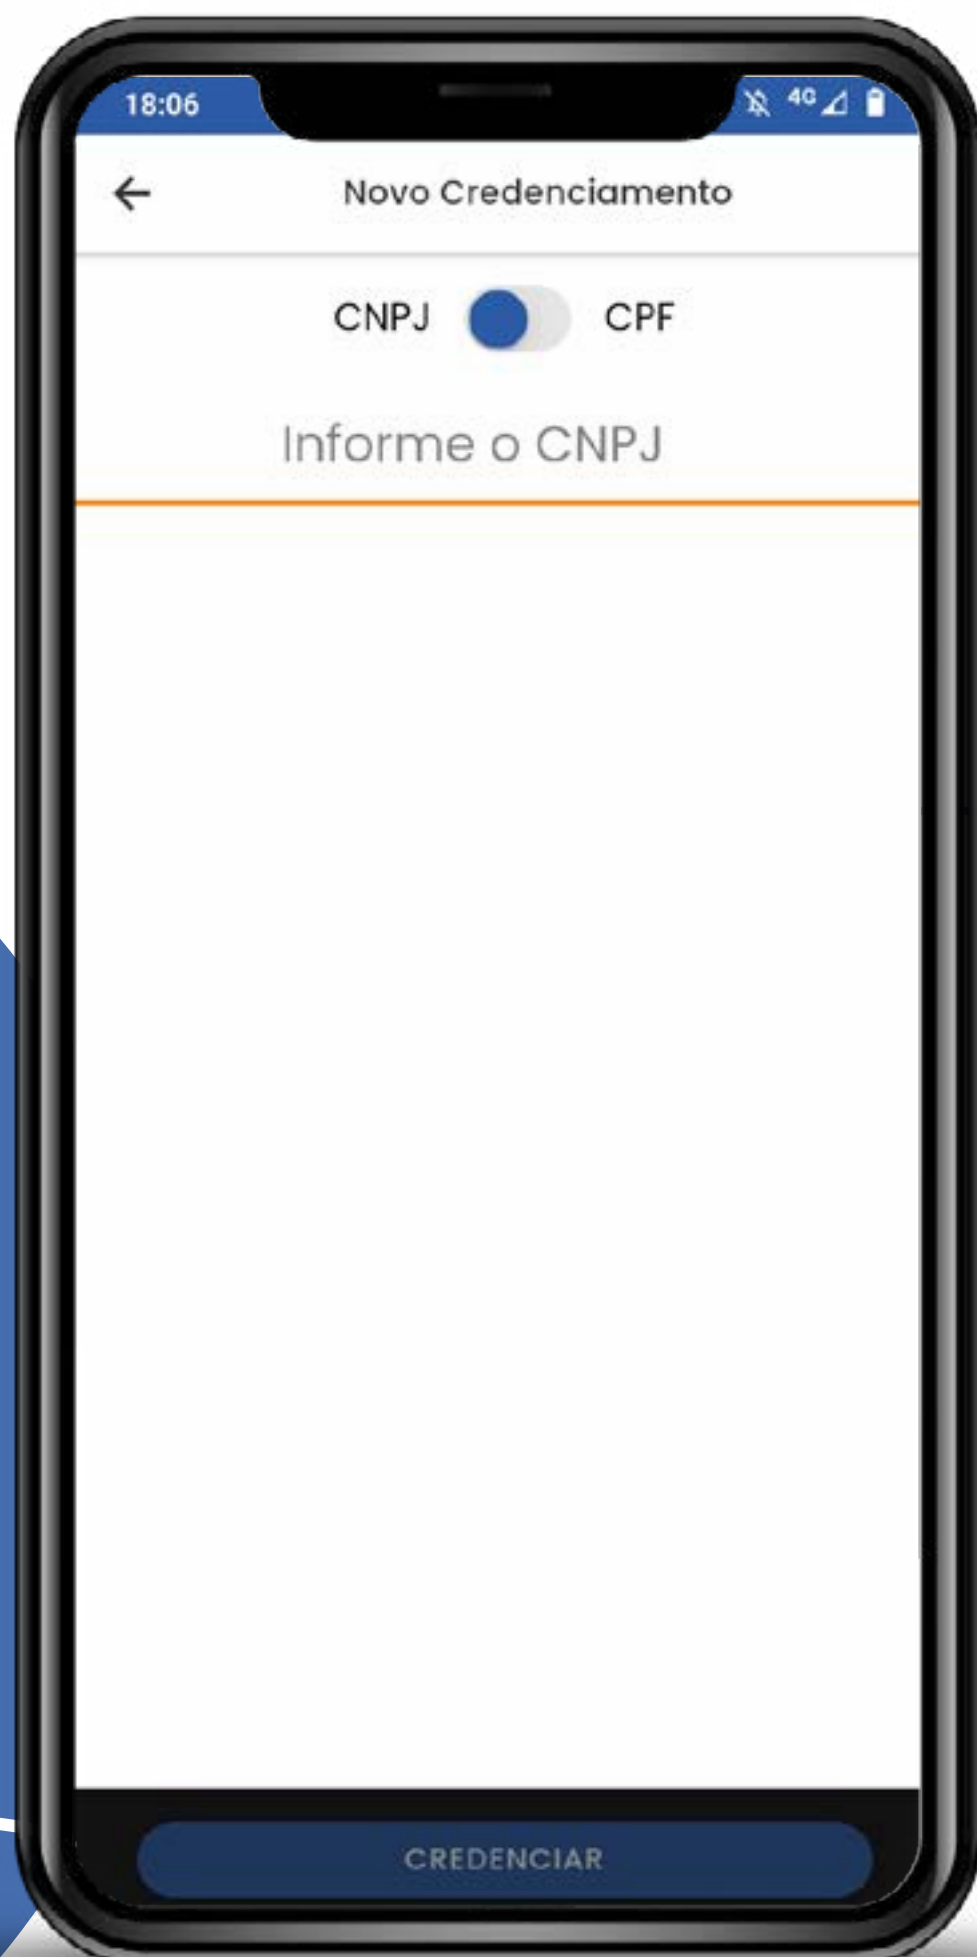 18:06 4G
Novo Credenciamento
CNPJ CPF
Informe o CNPJ
CREDENCIAR